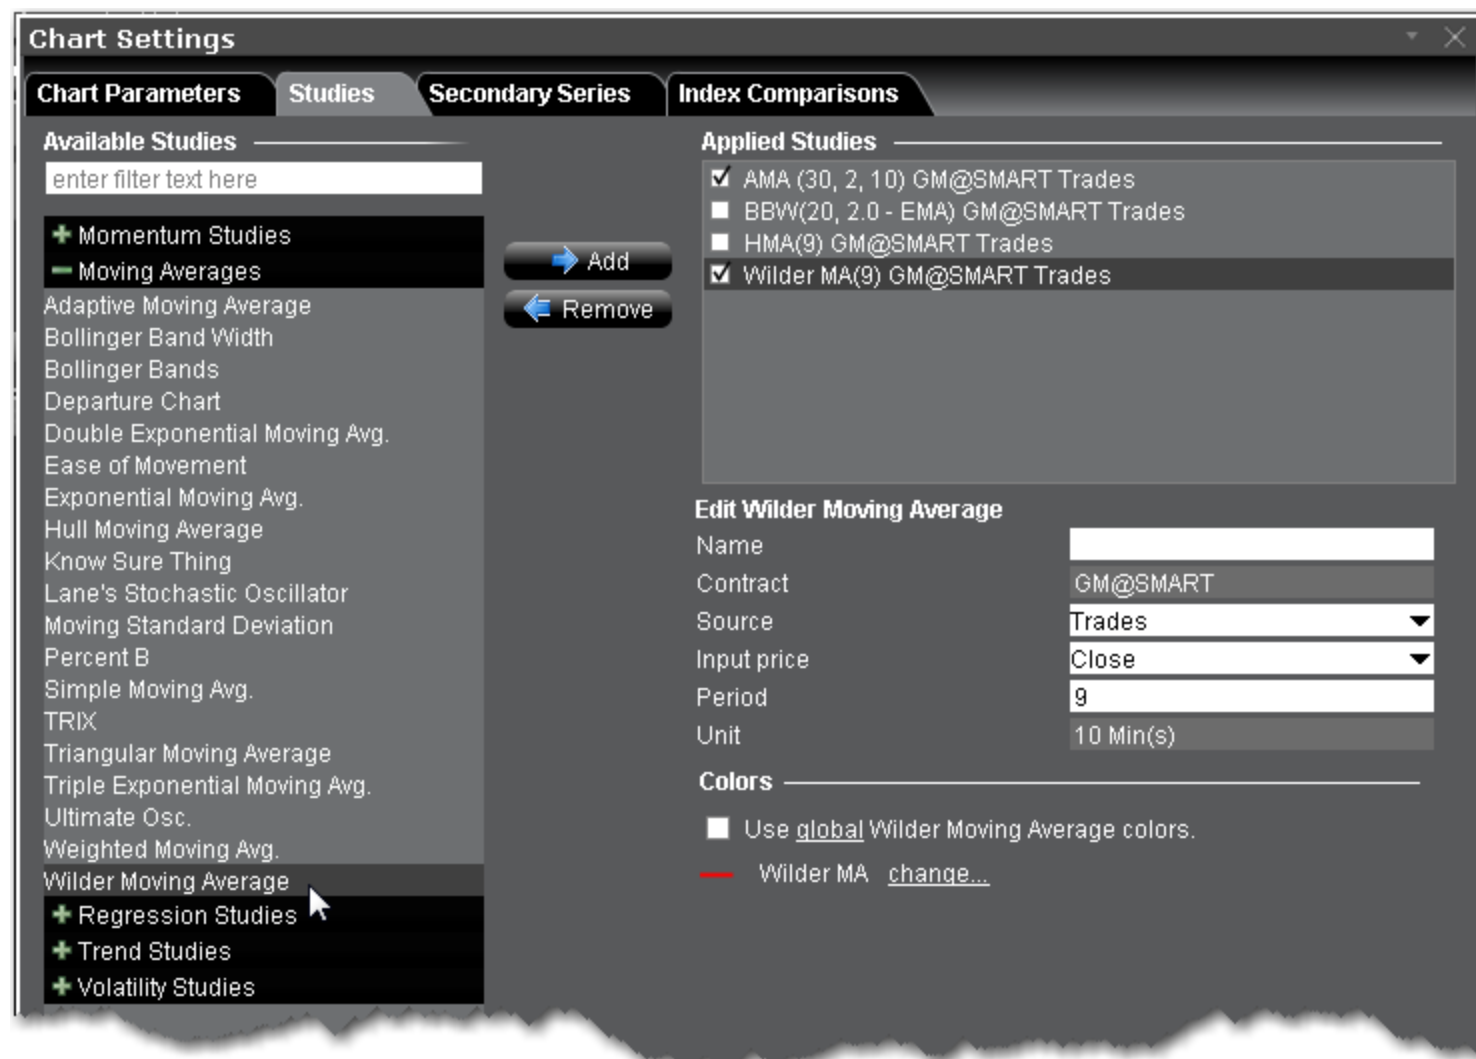 Chart Settings
Chart Parameters
Studies
Secondary Series
Index Comparisons
Available Studies
enter filter text here
Momentum Studies
Moving Averages
Adaptive Moving Average
Bollinger Band Width
Bollinger Bands
Departure Chart
Double Exponential Moving Avg.
Ease of Movement
Exponential Moving Avg.
Hull Moving Average
Know Sure Thing
Lane's Stochastic Oscillator
Moving Standard Deviation
Percent B
Simple Moving Avg.
TRIX
Triangular Moving Average
Triple Exponential Moving Avg.
Ultimate Osc.
Weighted Moving Avg.
Wilder Moving Average
Regression Studies
Trend Studies
Volatility Studies
Add
Remove
Applied Studies
AMA (30, 2, 10) GM@SMART Trades
BBW(20, 2.0 - EMA) GM@SMART Trades
HMA(9) GM@SMART Trades
Wilder MA(9) GM@SMART Trades
Edit Wilder Moving Average
Name
Contract GM@SMART
Source Trades
Input price Close
Period 9
Unit 10 Min(s)
Colors
Use global Wilder Moving Average colors.
Wilder MA change...